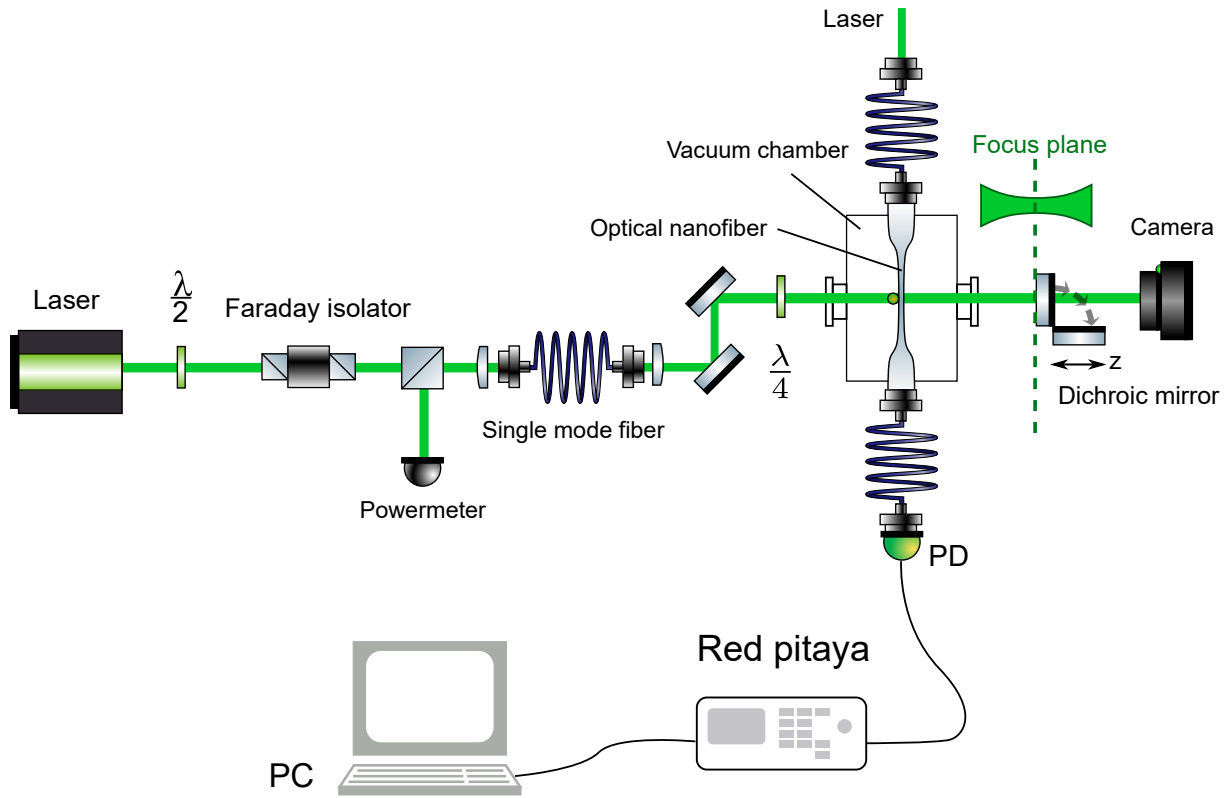 Laser
Vacuum chamber
Focus plane
Optical nanofiber
Camera
Laser
λ/2
Faraday isolator
λ/4
z
Dichroic mirror
Single mode fiber
Powermeter
PD
Red pitaya
PC